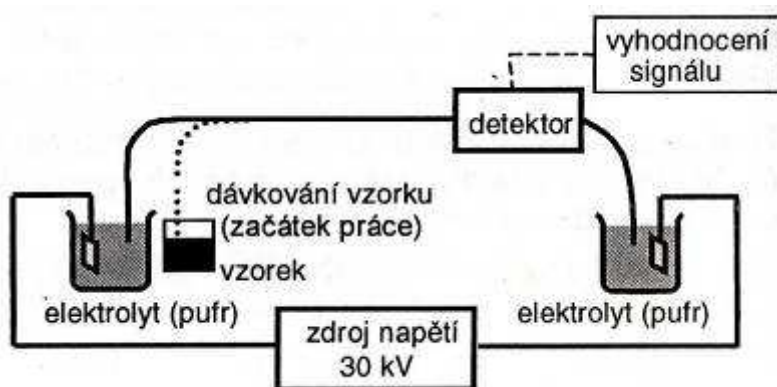 vyhodnocení
signálu
detektor
dávkování vzorku
(začátek práce)
vzorek
elektrolyt (pufr)
elektrolyt (pufr)
zdroj napětí
30 kV